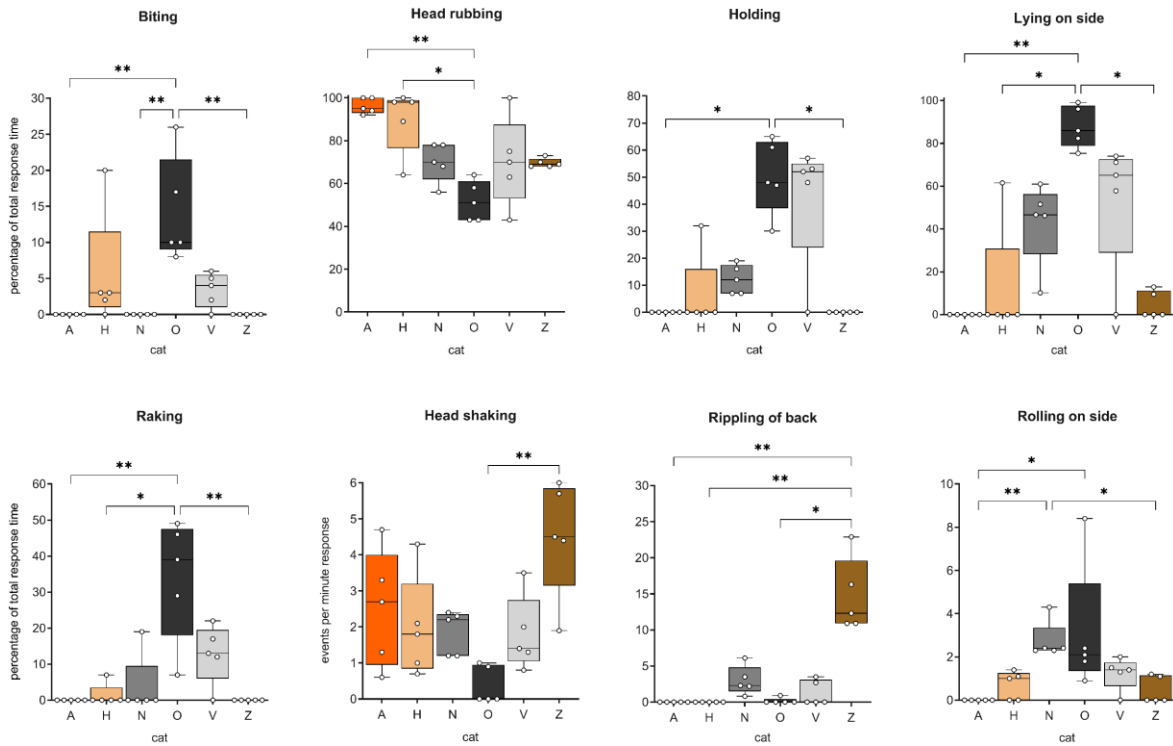 Biting
**
**
**
30
25
20
15
10
5
0
percentage of total response time
A H N O V Z
cat
Head rubbing
**
*
100
80
60
40
20
0
A H N O V Z
cat
Holding
*
*
80
70
60
50
40
30
20
10
0
A H N O V Z
cat
Lying on side
**
*
*
100
80
60
40
20
0
A H N O V Z
cat
Raking
**
*
**
60
50
40
30
20
10
0
percentage of total response time
A H N O V Z
cat
Head shaking
**
6
5
4
3
2
1
0
events per minute response
A H N O V Z
cat
Rippling of back
**
**
*
30
25
20
15
10
5
0
A H N O V Z
cat
Rolling on side
*
**
*
10
8
6
4
2
0
A H N O V Z
cat